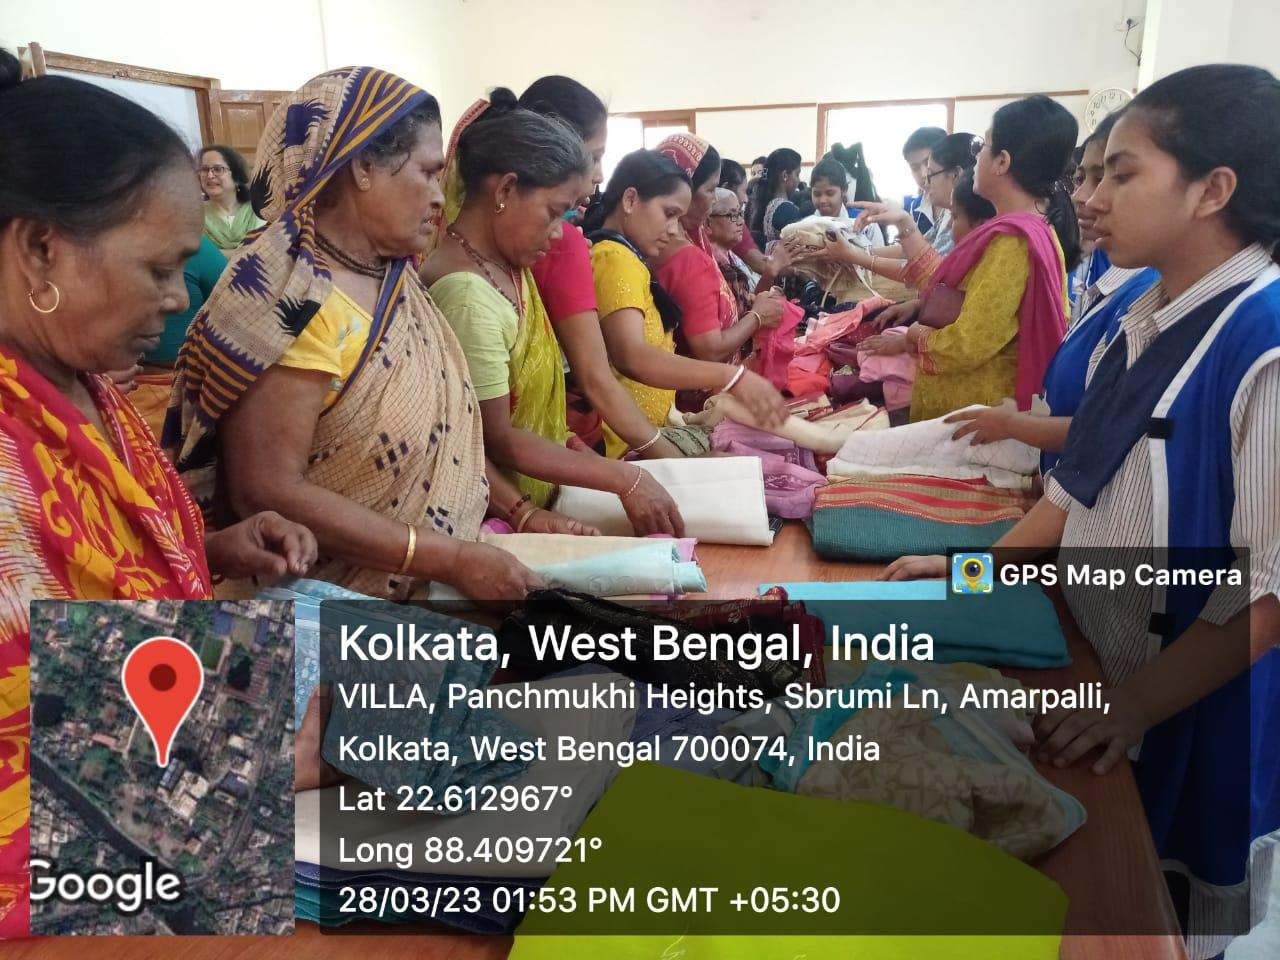 GPS Map Camera
Kolkata, West Bengal, India
VILLA, Panchmukhi Heights, Sbrumi Ln, Amarpalli,
Kolkata, West Bengal 700074, India
Lat 22.612967°
Long 88.409721°
28/03/23 01:53 PM GMT +05:30
Google